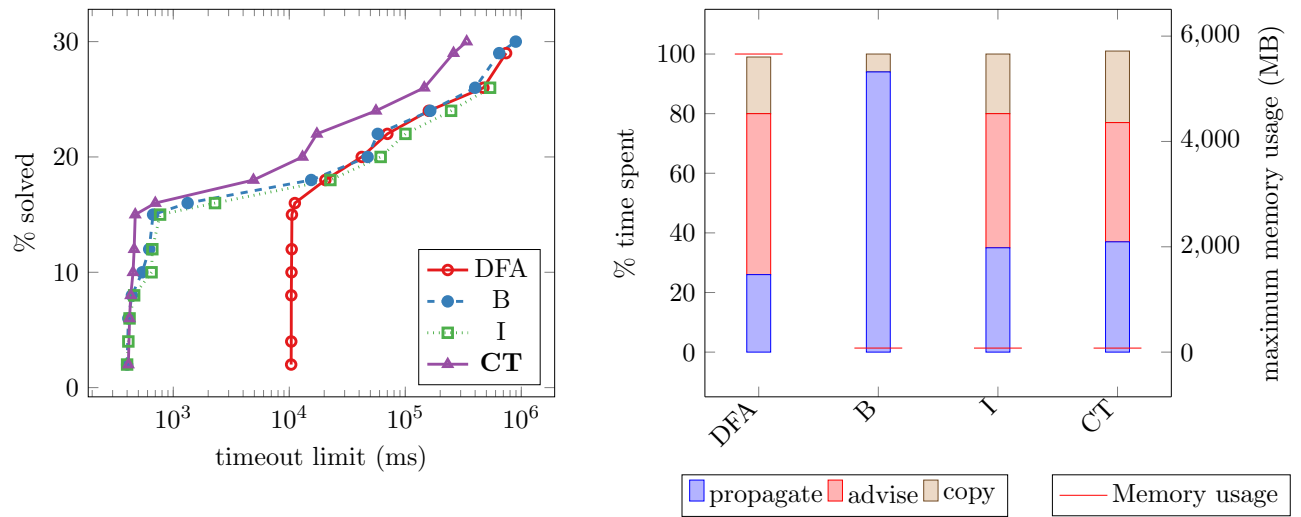 % solved
30
20
10
0
10^3
10^4
10^5
10^6
timeout limit (ms)
DFA
B
I
CT
% time spent
100
80
60
40
20
0
maximum memory usage (MB)
6,000
4,000
2,000
0
DFA
B
I
CT
propagate advise copy
Memory usage